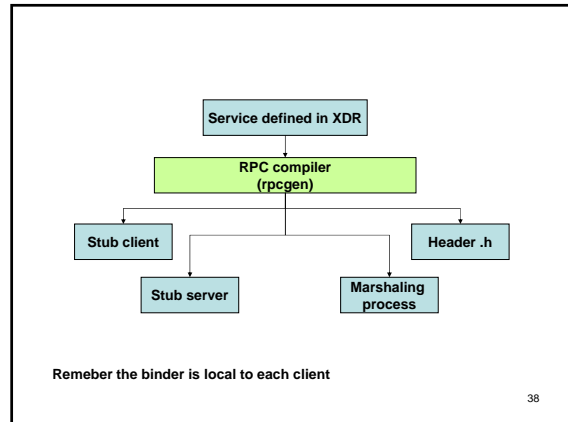 Service defined in XDR
RPC compiler
(rpcgen)
Stub client
Header .h
Stub server
Marshaling
process
Remeber the binder is local to each client
38